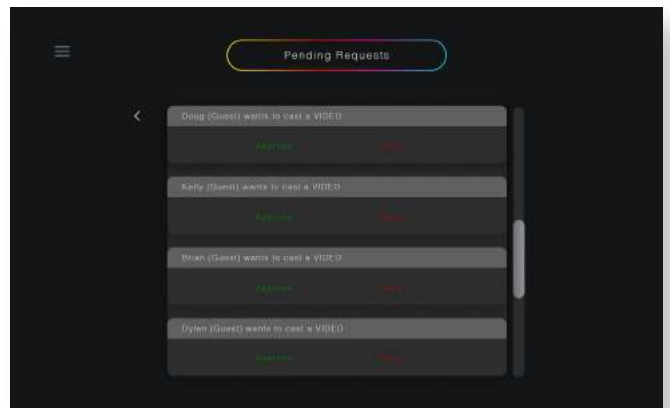 Pending Requests
Doug (Guest) wants to cast a VIDEO
Approve
Kelly (Guest) wants to cast a VIDEO
Approve
Brian (Guest) wants to cast a VIDEO
Approve
Dylan (Guest) wants to cast a VIDEO
Approve